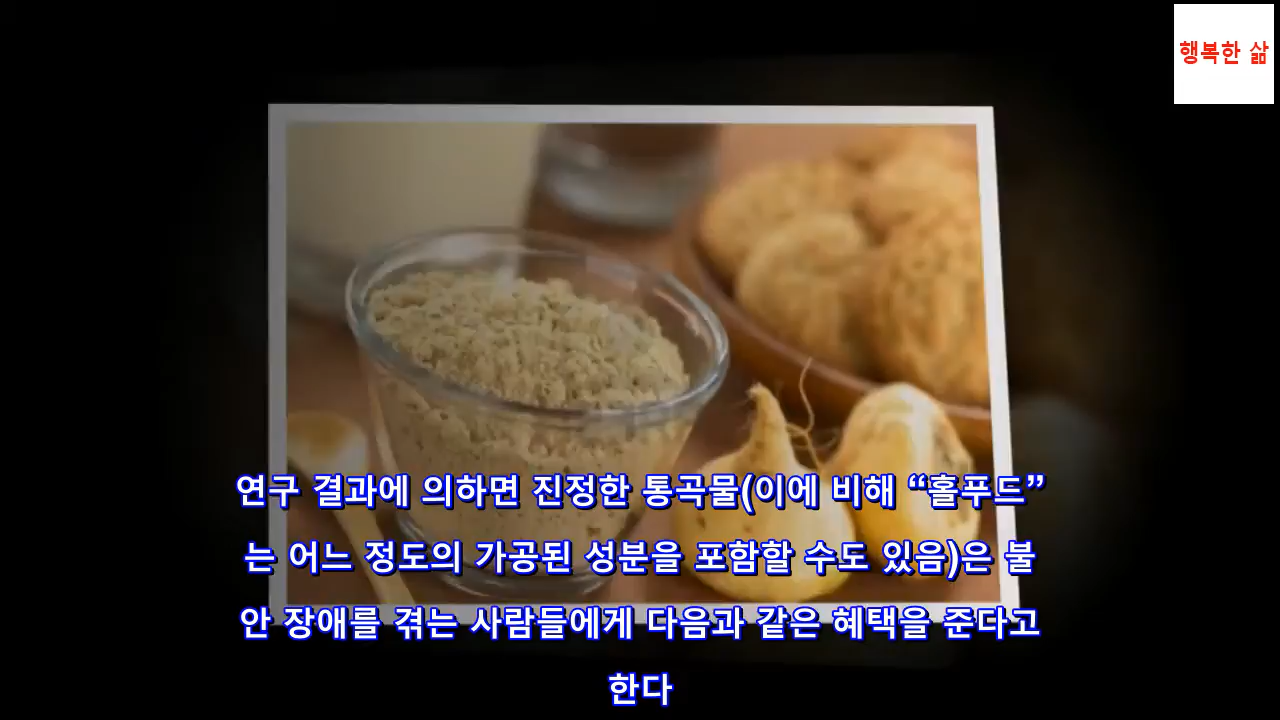 행복한 삶
연구 결과에 의하면 진정한 통곡물(이에 비해 “홀푸드”
는 어느 정도의 가공된 성분을 포함할 수도 있음)은 불
안 장애를 겪는 사람들에게 다음과 같은 혜택을 준다고
한다